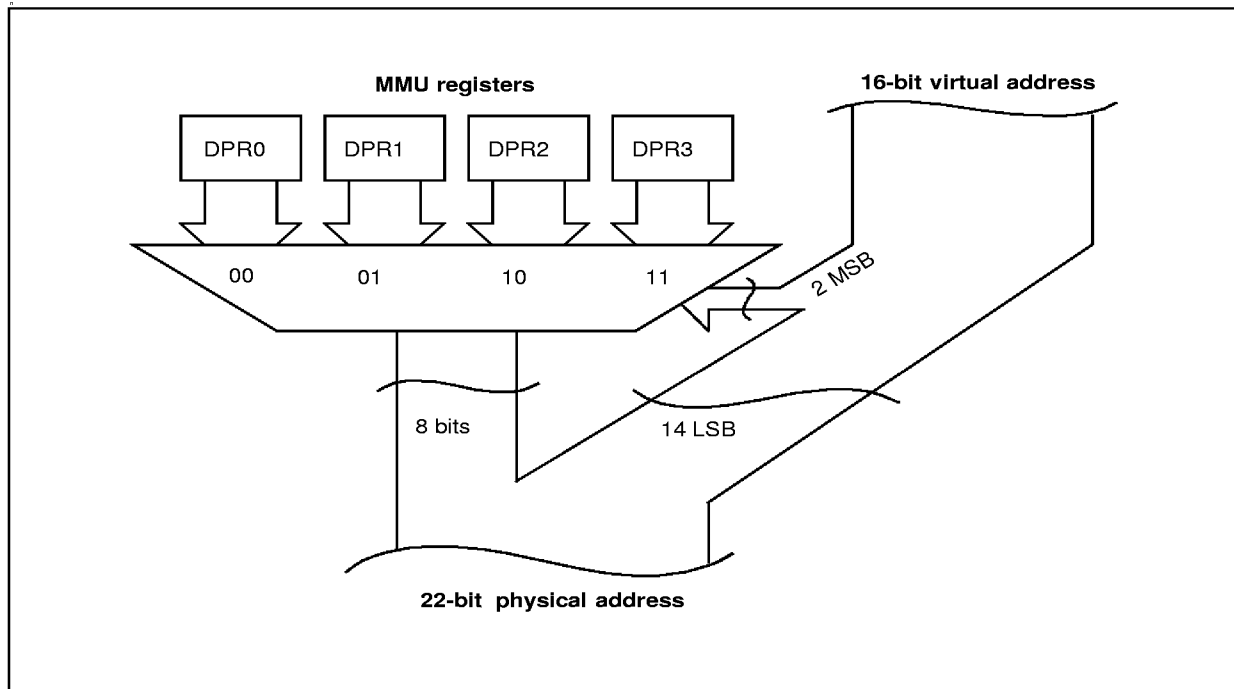 MMU registers
16-bit virtual address
DPR0 DPR1 DPR2 DPR3
00 01 10 11
2 MSB
8 bits
14 LSB
22-bit physical address